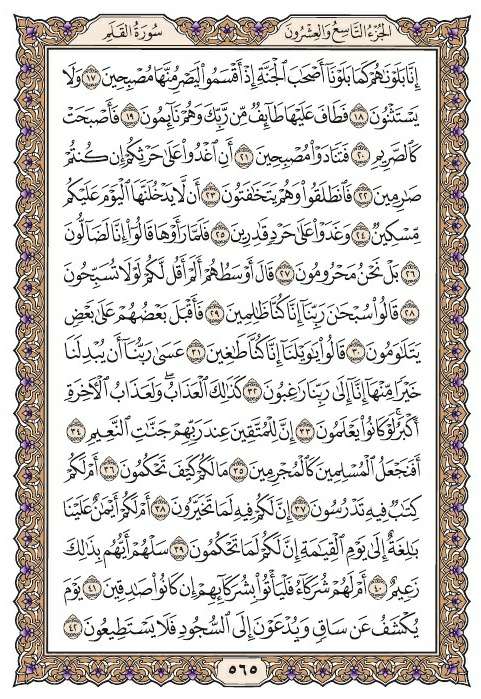 الجزء التاسع والعشرون
سورة القلم
إِنَّا بَلَوْنَٰهُمْ كَمَا بَلَوْنَآ أَصْحَٰبَ ٱلْجَنَّةِ إِذْ أَقْسَمُوا۟ لَيَصْرِمُنَّهَا مُصْبِحِينَ ١٧ وَلَا
يَسْتَثْنُونَ ١٨ فَطَافَ عَلَيْهَا طَآئِفٌ مِّن رَّبِّكَ وَهُمْ نَآئِمُونَ ١٩ فَأَصْبَحَتْ
كَٱلصَّرِيمِ ٢٠ فَتَنَادَوْا۟ مُصْبِحِينَ ٢١ أَنِ ٱغْدُوا۟ عَلَىٰ حَرْثِكُمْ إِن كُنتُمْ
صَٰرِمِينَ ٢٢ فَٱنطَلَقُوا۟ وَهُمْ يَتَخَٰفَتُونَ ٢٣ أَن لَّا يَدْخُلَنَّهَا ٱلْيَوْمَ عَلَيْكُم
مِّسْكِينٌ ٢٤ وَغَدَوْا۟ عَلَىٰ حَرْدٍ قَٰدِرِينَ ٢٥ فَلَمَّا رَأَوْهَا قَالُوٓا۟ إِنَّا لَضَآلُّونَ
٢٦ بَلْ نَحْنُ مَحْرُومُونَ ٢٧ قَالَ أَوْسَطُهُمْ أَلَمْ أَقُل لَّكُمْ لَوْلَا تُسَبِّحُونَ
٢٨ قَالُوا۟ سُبْحَٰنَ رَبِّنَآ إِنَّا كُنَّا ظَٰلِمِينَ ٢٩ فَأَقْبَلَ بَعْضُهُمْ عَلَىٰ بَعْضٍ
يَتَلَٰوَمُونَ ٣٠ قَالُوا۟ يَٰوَيْلَنَآ إِنَّا كُنَّا طَٰغِينَ ٣١ عَسَىٰ رَبُّنَآ أَن يُبْدِلَنَا
خَيْرًا مِّنْهَآ إِنَّآ إِلَىٰ رَبِّنَا رَٰغِبُونَ ٣٢ كَذَٰلِكَ ٱلْعَذَابُ ۖ وَلَعَذَابُ ٱلْءَاخِرَةِ
أَكْبَرُ ۚ لَوْ كَانُوا۟ يَعْلَمُونَ ٣٣ إِنَّ لِلْمُتَّقِينَ عِندَ رَبِّهِمْ جَنَّٰتِ ٱلنَّعِيمِ ٣٤
أَفَنَجْعَلُ ٱلْمُسْلِمِينَ كَٱلْمُجْرِمِينَ ٣٥ مَا لَكُمْ كَيْفَ تَحْكُمُونَ ٣٦ أَمْ لَكُمْ
كِتَٰبٌ فِيهِ تَدْرُسُونَ ٣٧ إِنَّ لَكُمْ فِيهِ لَمَا تَخَيَّرُونَ ٣٨ أَمْ لَكُمْ أَيْمَٰنٌ عَلَيْنَا
بَٰلِغَةٌ إِلَىٰ يَوْمِ ٱلْقِيَٰمَةِ إِنَّ لَكُمْ لَمَا تَحْكُمُونَ ٣٩ سَلْهُمْ أَيُّهُم بِذَٰلِكَ
زَعِيمٌ ٤٠ أَمْ لَهُمْ شُرَكَآءُ فَلْيَأْتُوا۟ بِشُرَكَآئِهِمْ إِن كَانُوا۟ صَٰدِقِينَ ٤١ يَوْمَ
يُكْشَفُ عَن سَاقٍ وَيُدْعَوْنَ إِلَى ٱلسُّجُودِ فَلَا يَسْتَطِيعُونَ ٤٢
٥٦٥